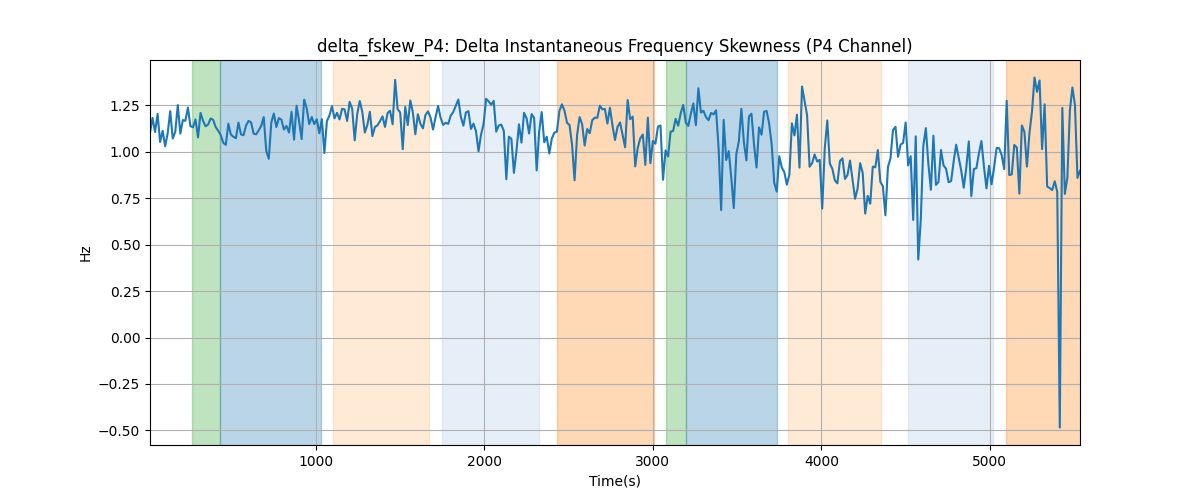 delta_fskew_P4: Delta Instantaneous Frequency Skewness (P4 Channel)
Hz
1.25
1.00
0.75
0.50
0.25
0.00
−0.25
−0.50
1000 2000 3000 4000 5000
Time(s)